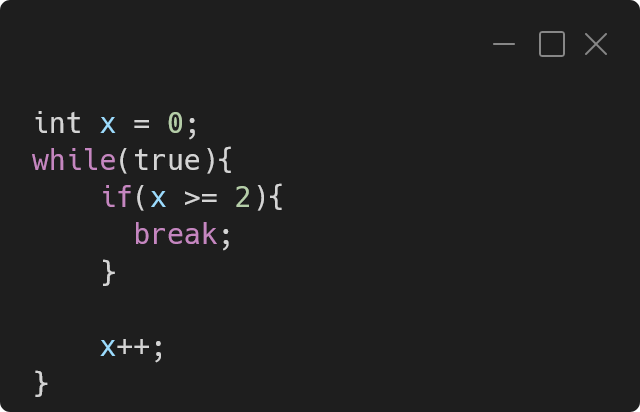 int x = 0;
while(true){
    if(x >= 2){
      break;
    }

    x++;
}